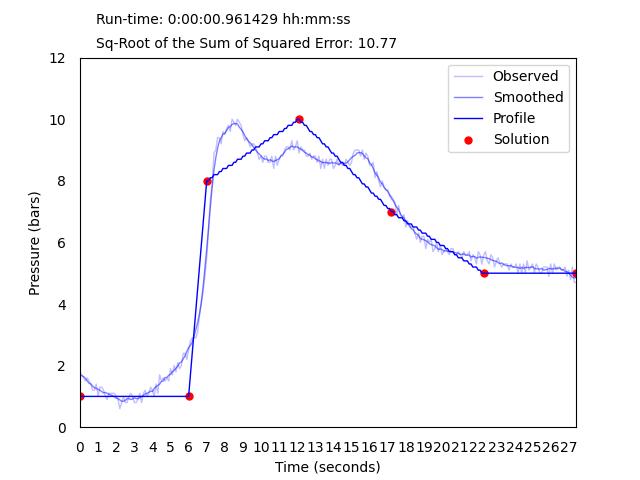 Run-time: 0:00:00.961429 hh:mm:ss
Sq-Root of the Sum of Squared Error: 10.77
12
10
8
6
4
2
0
Pressure (bars)
Observed
Smoothed
Profile
Solution
0 1 2 3 4 5 6 7 8 9 10 11 12 13 14 15 16 17 18 19 20 21 22 23 24 25 26 27
Time (seconds)